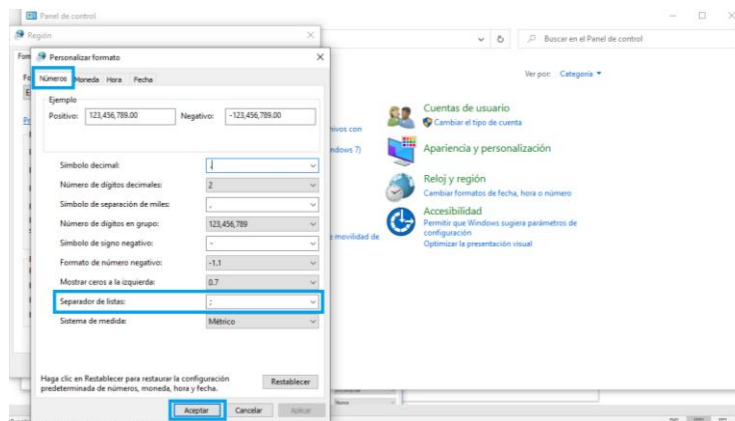 Panel de control
Región
Buscar en el Panel de control
Personalizar formato
Números Moneda Hora Fecha
Ver por: Categoría
Ejemplo
Positivo: 123,456,789.00 Negativo: -123,456,789.00
Cuentas de usuario
Cambiar el tipo de cuenta
ivos con
ndows 7)
Apariencia y personalización
Símbolo decimal: .
Número de dígitos decimales: 2
Reloj y región
Cambiar formatos de fecha, hora o número
Símbolo de separación de miles: ,
Número de dígitos en grupo: 123,456,789
Accesibilidad
Permitir que Windows sugiera parámetros de
configuración
e movilidad de
Optimizar la presentación visual
Símbolo de signo negativo: -
Formato de número negativo: -1.1
Mostrar ceros a la izquierda: 0.7
Separador de listas: ;
Sistema de medida: Métrico
Haga clic en Restablecer para restaurar la configuración
predeterminada de números, moneda, hora y fecha.
Restablecer
Aceptar Cancelar Aplicar